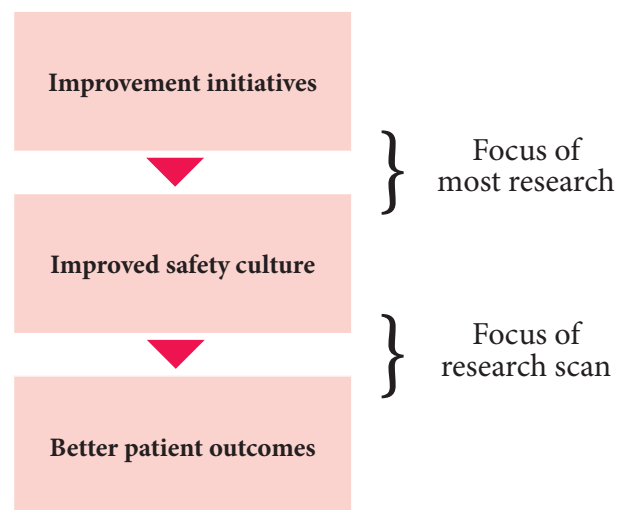 Improvement initiatives
Focus of
most research
Improved safety culture
Focus of
research scan
Better patient outcomes